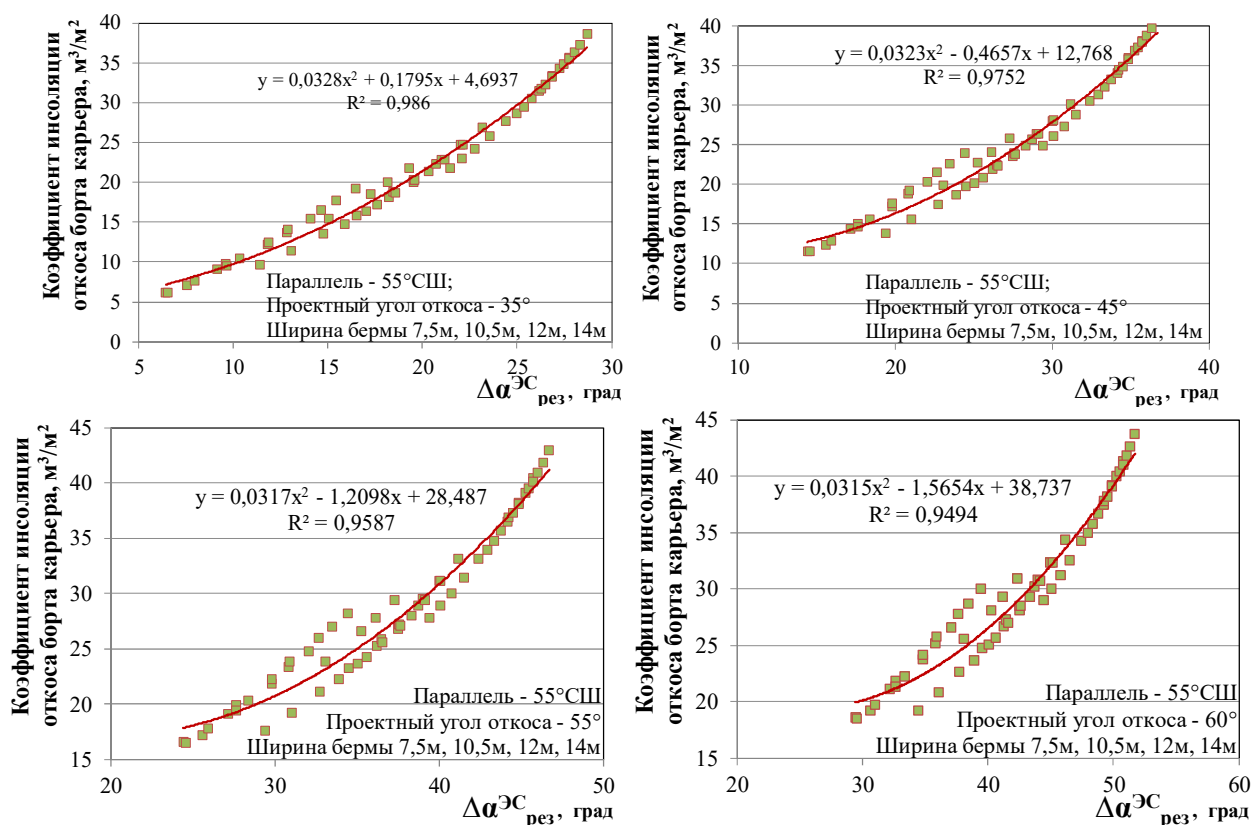 Коэффициент инсоляции
откоса борта карьера, м³/м²
40
35
30
25
20
15
10
5
0
y = 0,0328x² + 0,1795x + 4,6937
R² = 0,986
Параллель - 55°СШ;
Проектный угол откоса - 35°
Ширина бермы 7,5м, 10,5м, 12м, 14м
5
10
15
20
25
30
Δα^ЭС_рез, град
Коэффициент инсоляции
откоса борта карьера, м³/м²
40
35
30
25
20
15
10
5
0
y = 0,0323x² - 0,4657x + 12,768
R² = 0,9752
Параллель - 55°СШ;
Проектный угол откоса - 45°
Ширина бермы 7,5м, 10,5м, 12м, 14м
10
20
30
40
Δα^ЭС_рез, град
Коэффициент инсоляции
откоса борта карьера, м³/м²
45
40
35
30
25
20
15
y = 0,0317x² - 1,2098x + 28,487
R² = 0,9587
Параллель - 55°СШ
Проектный угол откоса - 55°
Ширина бермы 7,5м, 10,5м, 12м, 14м
20
30
40
50
Δα^ЭС_рез, град
Коэффициент инсоляции
откоса борта карьера, м³/м²
45
40
35
30
25
20
15
y = 0,0315x² - 1,5654x + 38,737
R² = 0,9494
Параллель - 55°СШ
Проектный угол откоса - 60°
Ширина бермы 7,5м, 10,5м, 12м, 14м
20
30
40
50
60
Δα^ЭС_рез, град